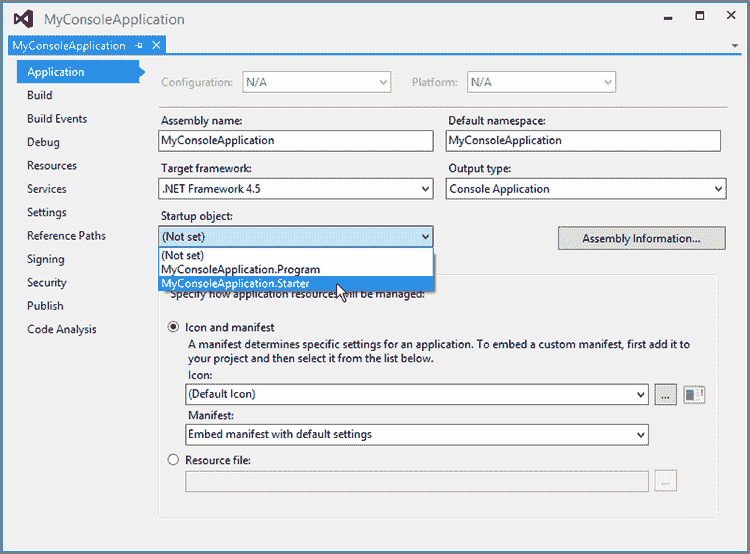 MyConsoleApplication
MyConsoleApplication
Application
Build
Build Events
Debug
Resources
Services
Settings
Reference Paths
Signing
Security
Publish
Code Analysis
Configuration: N/A Platform: N/A
Assembly name: Default namespace:
MyConsoleApplication MyConsoleApplication
Target framework: Output type:
.NET Framework 4.5 Console Application
Startup object:
(Not set) Assembly Information...
(Not set)
MyConsoleApplication.Program
MyConsoleApplication.Starter
Specify how application resources will be managed:
Icon and manifest
A manifest determines specific settings for an application. To embed a custom manifest, first add it to
your project and then select it from the list below.
Icon:
(Default Icon) ...
Manifest:
Embed manifest with default settings
Resource file:
...